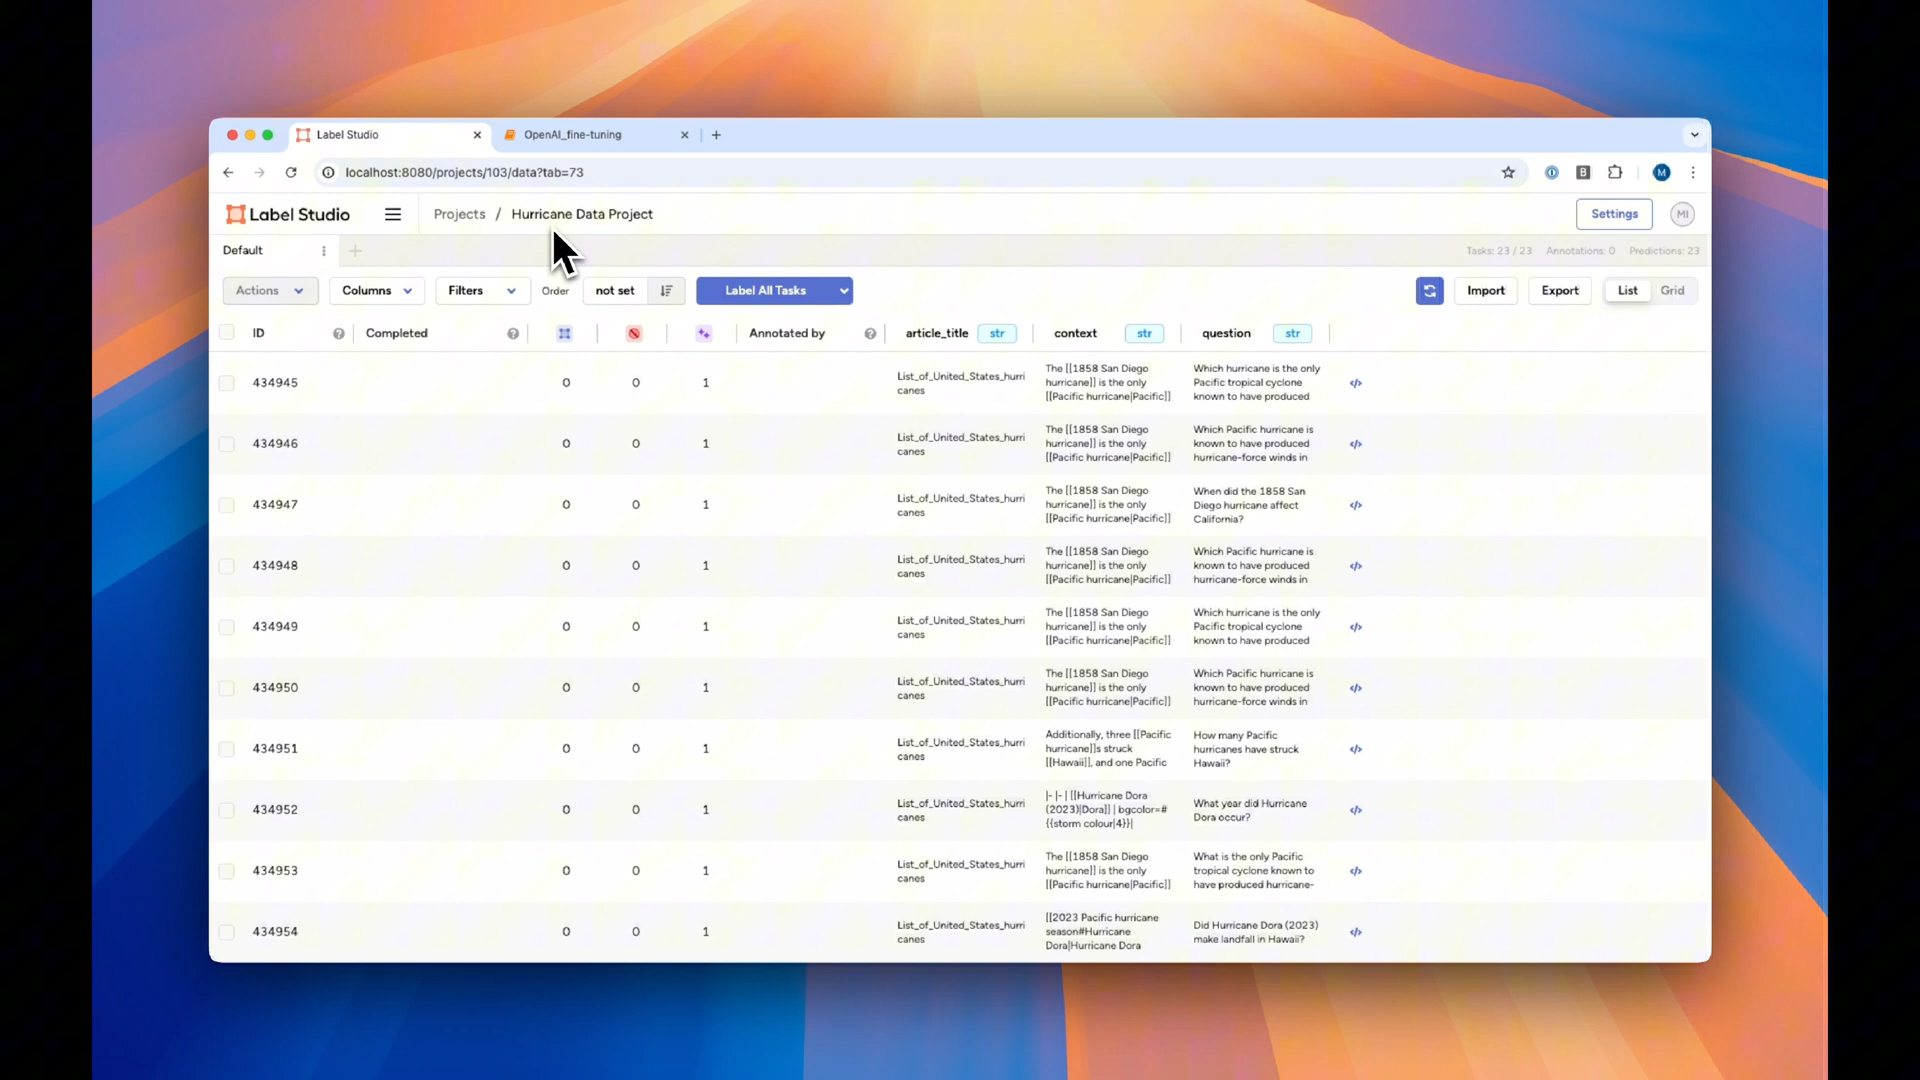 Label Studio
OpenAI_fine-tuning
localhost:8080/projects/103/data?tab=73
B
M
Label Studio
Projects / Hurricane Data Project
Settings
MI
Default
Tasks: 23 / 23 Annotations: 0 Predictions: 23
Actions
Columns
Filters
Order
not set
Label All Tasks
Import
Export
List
Grid
ID Completed Annotated by article_title str context str question str
434945 0 0 1
List_of_United_States_hurri
canes
The [[1858 San Diego
hurricane]] is the only
[[Pacific hurricane|Pacific]]
Which hurricane is the only
Pacific tropical cyclone
known to have produced
434946 0 0 1
List_of_United_States_hurri
canes
The [[1858 San Diego
hurricane]] is the only
[[Pacific hurricane|Pacific]]
Which Pacific hurricane is
known to have produced
hurricane-force winds in
434947 0 0 1
List_of_United_States_hurri
canes
The [[1858 San Diego
hurricane]] is the only
[[Pacific hurricane|Pacific]]
When did the 1858 San
Diego hurricane affect
California?
434948 0 0 1
List_of_United_States_hurri
canes
The [[1858 San Diego
hurricane]] is the only
[[Pacific hurricane|Pacific]]
Which Pacific hurricane is
known to have produced
hurricane-force winds in
434949 0 0 1
List_of_United_States_hurri
canes
The [[1858 San Diego
hurricane]] is the only
[[Pacific hurricane|Pacific]]
Which hurricane is the only
Pacific tropical cyclone
known to have produced
434950 0 0 1
List_of_United_States_hurri
canes
The [[1858 San Diego
hurricane]] is the only
[[Pacific hurricane|Pacific]]
Which Pacific hurricane is
known to have produced
hurricane-force winds in
434951 0 0 1
List_of_United_States_hurri
canes
Additionally, three [[Pacific
hurricane]]s struck
[[Hawaii]], and one Pacific
How many Pacific
hurricanes have struck
Hawaii?
434952 0 0 1
List_of_United_States_hurri
canes
|- |- | [[Hurricane Dora
(2023)|Dora]] | bgcolor=#
{{storm colour|4}}|
What year did Hurricane
Dora occur?
434953 0 0 1
List_of_United_States_hurri
canes
The [[1858 San Diego
hurricane]] is the only
[[Pacific hurricane|Pacific]]
What is the only Pacific
tropical cyclone known to
have produced hurricane-
434954 0 0 1
List_of_United_States_hurri
canes
[[2023 Pacific hurricane
season#Hurricane
Dora|Hurricane Dora
Did Hurricane Dora (2023)
make landfall in Hawaii?